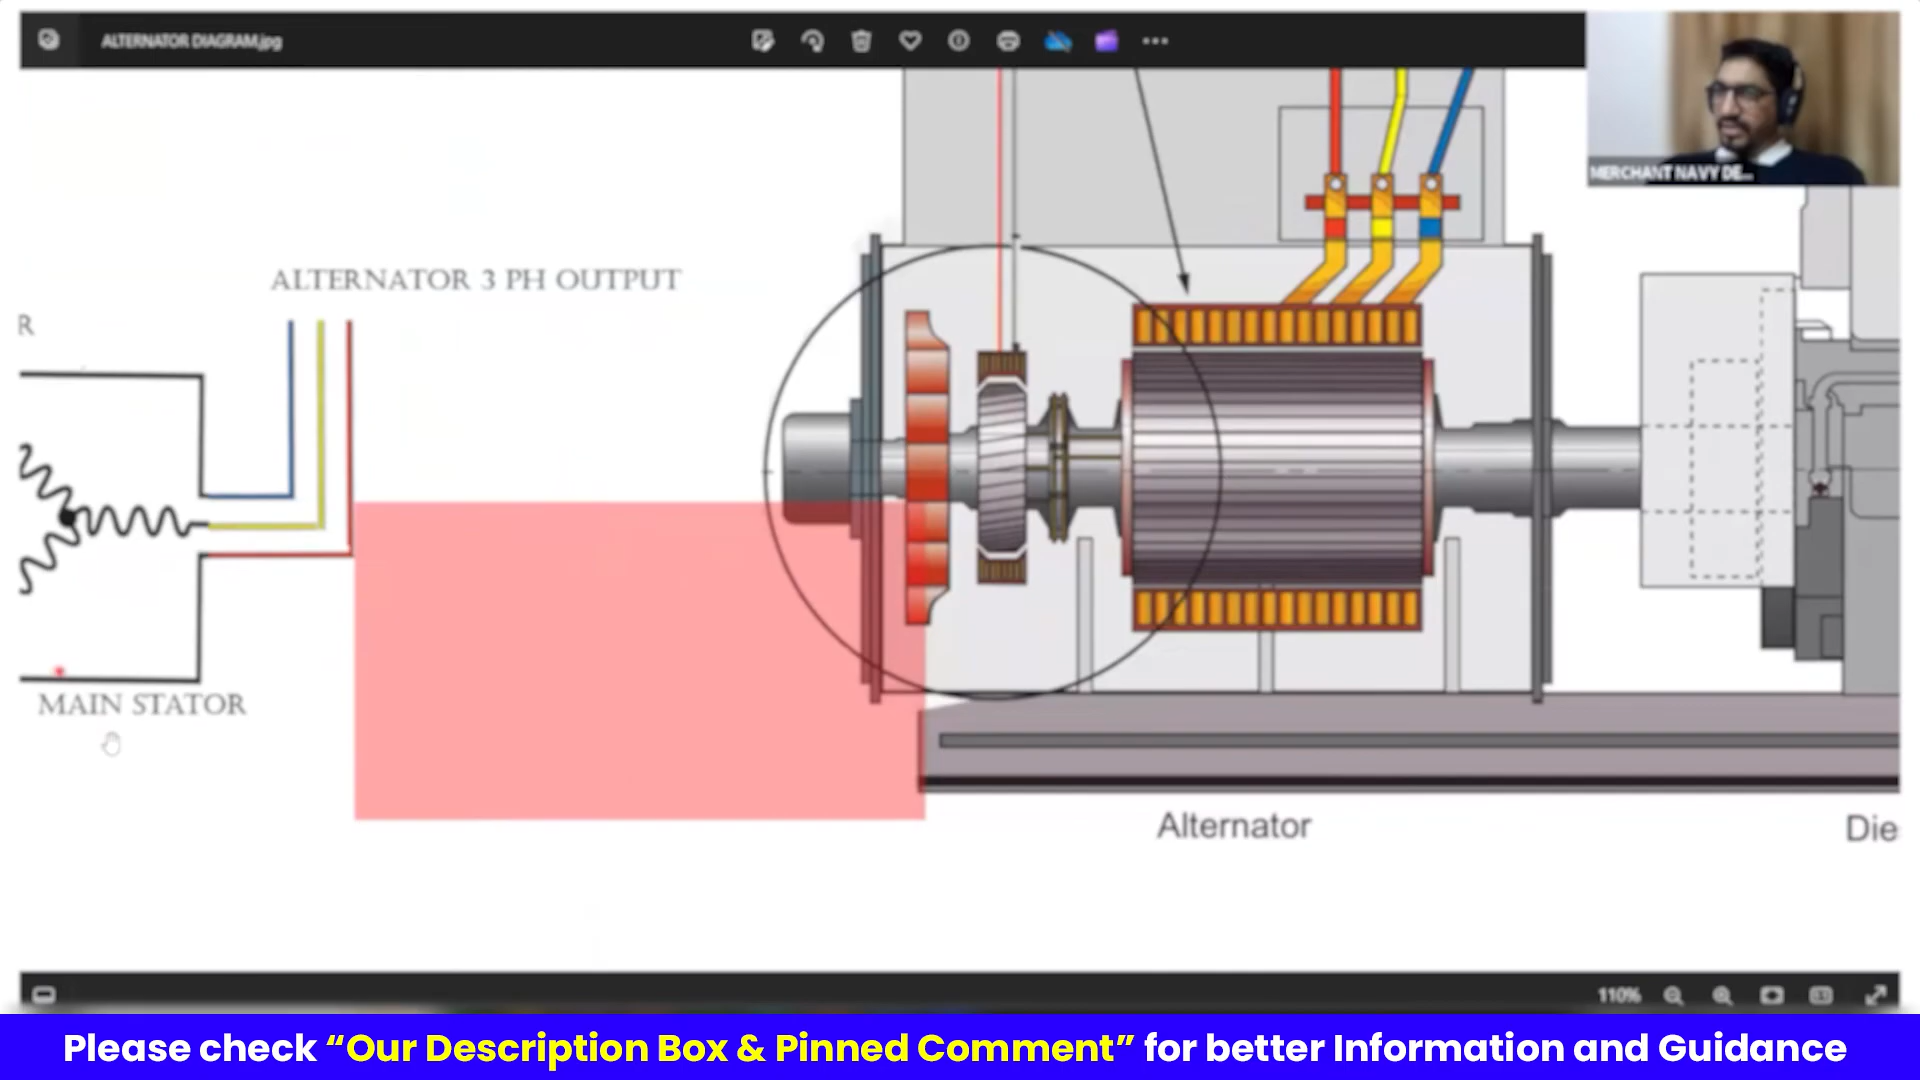 ALTERNATOR DIAGRAM.jpg
MERCHANT NAVY DE...
ALTERNATOR 3 PH OUTPUT
R
MAIN STATOR
Alternator
Die
110%
Please check “Our Description Box & Pinned Comment” for better Information and Guidance